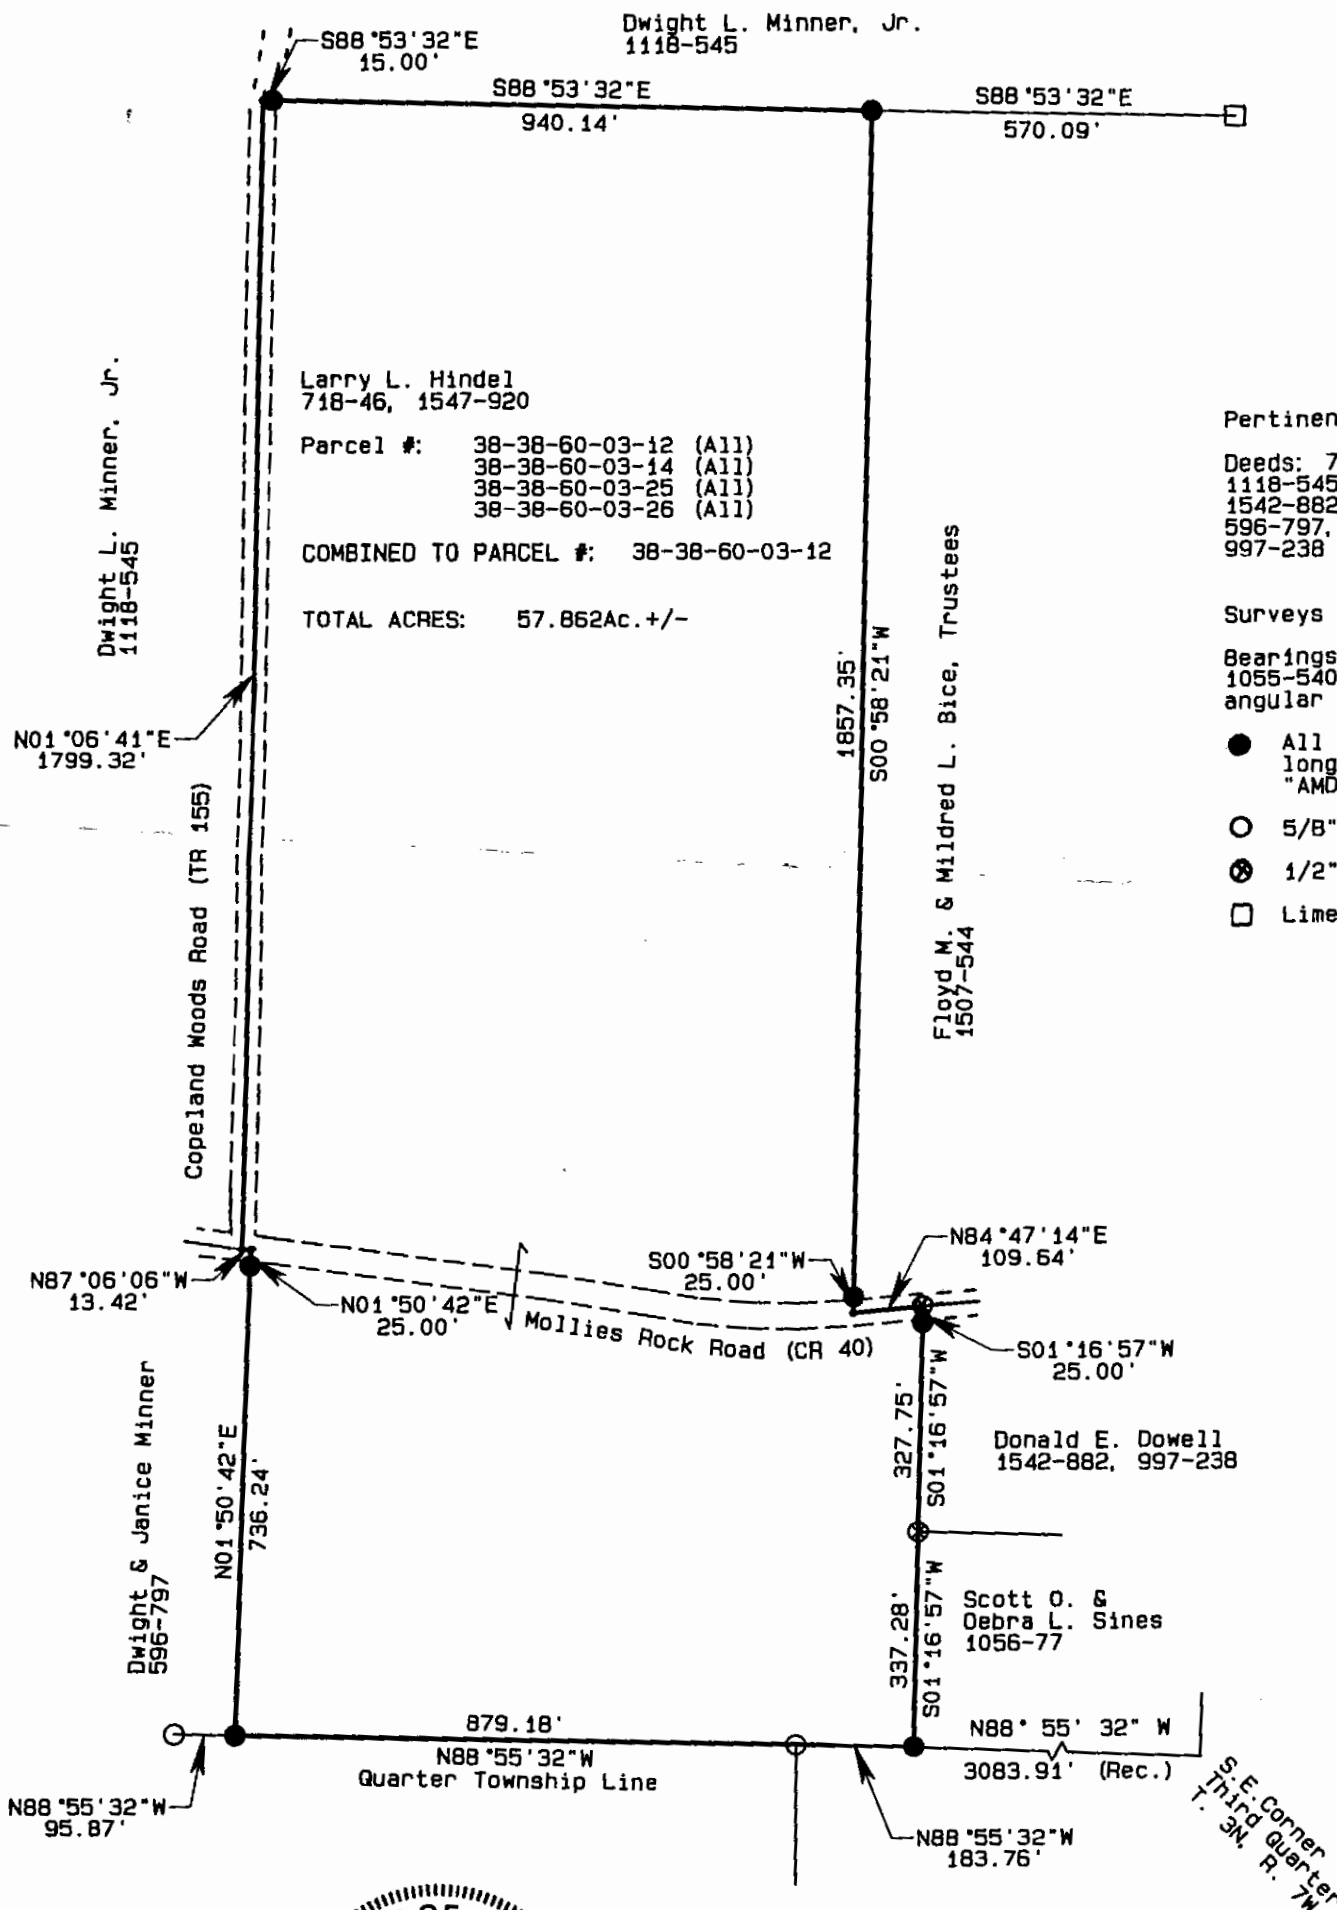 Dwight L. Minner, Jr.
1118-545
S88°53'32"E
15.00'
S88°53'32"E
940.14'
S88°53'32"E
570.09'
Larry L. Hindel
718-46, 1547-920
Parcel #: 38-38-60-03-12 (All)
38-38-60-03-14 (All)
38-38-60-03-25 (All)
38-38-60-03-26 (All)
COMBINED TO PARCEL #: 38-38-60-03-12
TOTAL ACRES: 57.862Ac.+/-
Dwight L. Minner, Jr.
1118-545
N01°06'41"E
1799.32'
Copeland Woods Road (TR 155)
1857.35'
S00°58'21"W
Floyd M. & Mildred L. Bice, Trustees
1507-544
Pertinen
Deeds: 7
1118-545
1542-882
596-797,
997-238
Surveys
Bearings
1055-540
angular
All
long
"AMD
5/8"
1/2"
Lime
N87°06'06"W
13.42'
N01°50'42"E
25.00'
Mollies Rock Road (CR 40)
S00°58'21"W
25.00'
N84°47'14"E
109.64'
S01°16'57"W
25.00'
327.75'
S01°16'57"W
Donald E. Dowell
1542-882, 997-238
Dwight & Janice Minner
596-797
N01°50'42"E
736.24'
337.28'
S01°16'57"W
Scott O. &
Debra L. Sines
1056-77
879.18'
N88°55'32"W
Quarter Township Line
N88°55'32"W
95.87'
N88°55'32"W
183.76'
N88° 55' 32" W
3083.91' (Rec.)
S.E. Corner
Third Quarter
T. 3N, R. 7W
OF